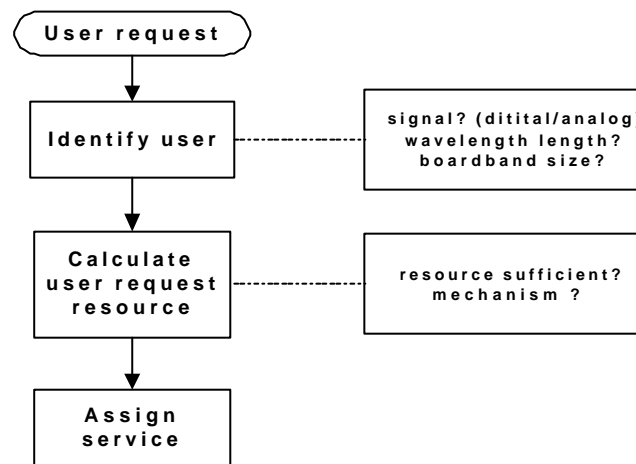 User request
Identify user
signal? (ditital/analog)
wavelength length?
boardband size?
Calculate
user request
resource
resource sufficient?
mechanism ?
Assign
service